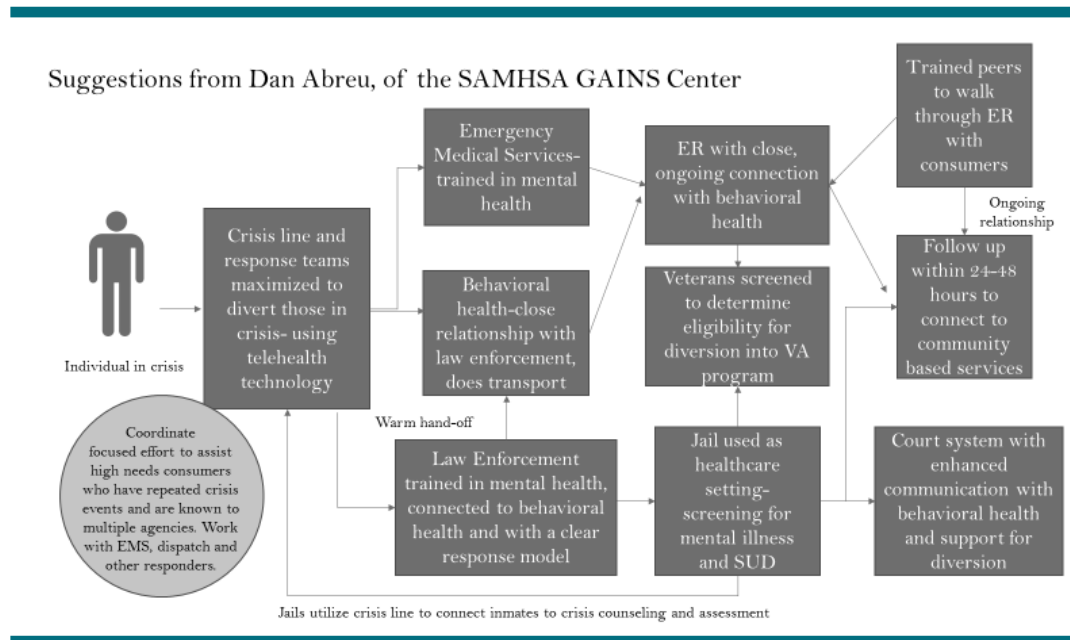 Suggestions from Dan Abreu, of the SAMHSA GAINS Center
Individual in crisis
Crisis line and
response teams
maximized to
divert those in
crisis- using
telehealth
technology
Emergency
Medical Services-
trained in mental
health
Behavioral
health-close
relationship with
law enforcement,
does transport
Warm hand-off
Law Enforcement
trained in mental health,
connected to behavioral
health and with a clear
response model
ER with close,
ongoing connection
with behavioral
health
Veterans screened
to determine
eligibility for
diversion into VA
program
Jail used as
healthcare
setting-
screening for
mental illness
and SUD
Trained peers
to walk
through ER
with
consumers
Ongoing
relationship
Follow up
within 24-48
hours to
connect to
community
based services
Court system with
enhanced
communication with
behavioral health
and support for
diversion
Coordinate
focused effort to assist
high needs consumers
who have repeated crisis
events and are known to
multiple agencies. Work
with EMS, dispatch and
other responders.
Jails utilize crisis line to connect inmates to crisis counseling and assessment